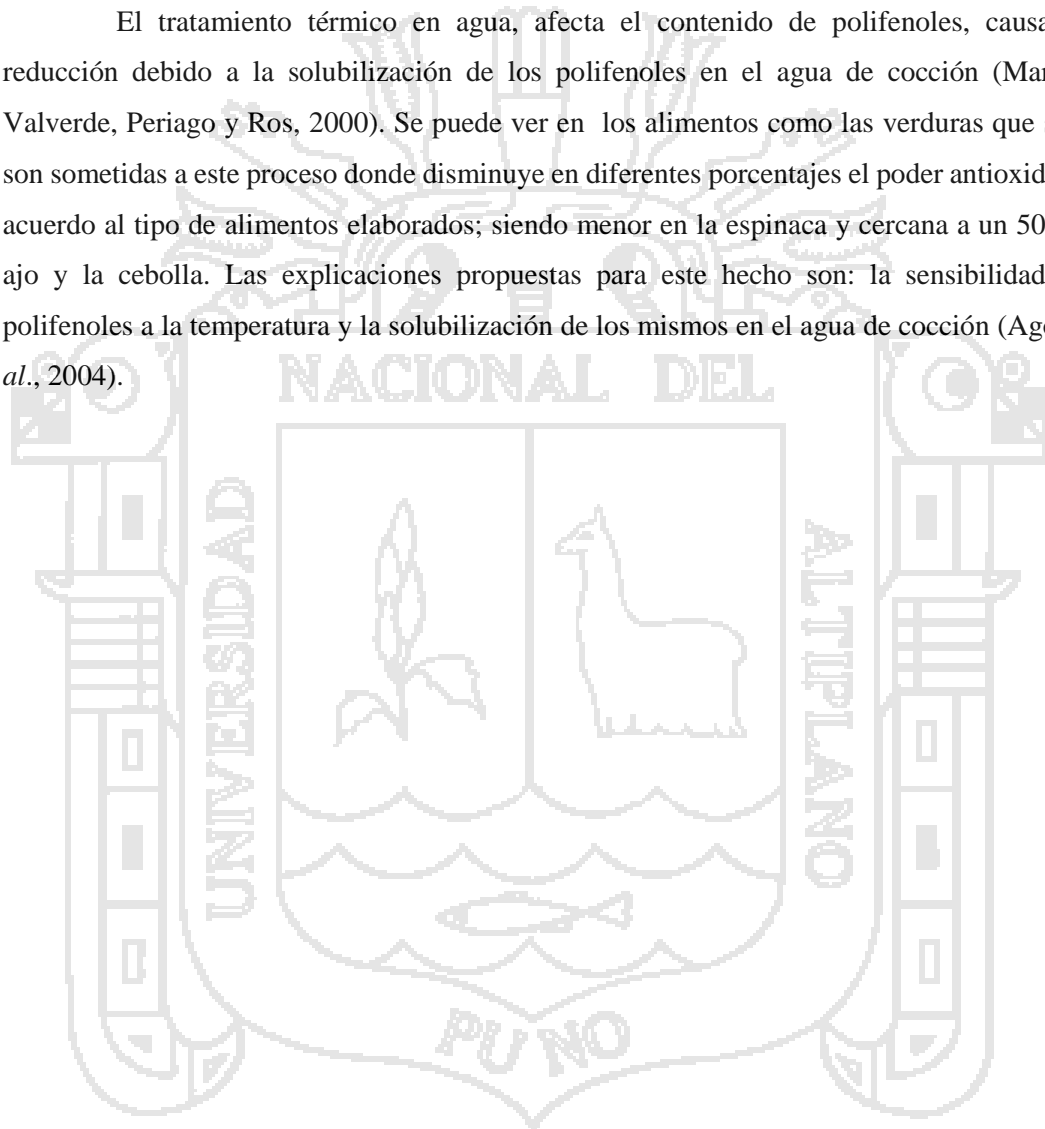 El tratamiento térmico en agua, afecta el contenido de polifenoles, causa
reducción debido a la solubilización de los polifenoles en el agua de cocción (Mar
Valverde, Periago y Ros, 2000). Se puede ver en los alimentos como las verduras que
son sometidas a este proceso donde disminuye en diferentes porcentajes el poder antioxid
acuerdo al tipo de alimentos elaborados; siendo menor en la espinaca y cercana a un 50
ajo y la cebolla. Las explicaciones propuestas para este hecho son: la sensibilidad
polifenoles a la temperatura y la solubilización de los mismos en el agua de cocción (Ag
al., 2004).
NACIONAL DEL
UNIVERSIDAD
ALTIPLANO
PUNO